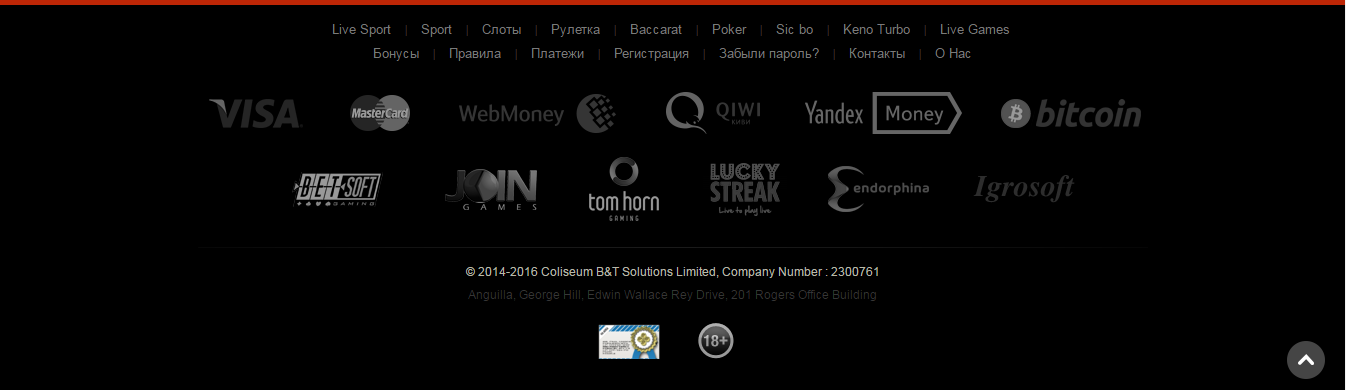 Live Sport | Sport | Слоты | Рулетка | Baccarat | Poker | Sic bo | Keno Turbo | Live Games
Бонусы | Правила | Платежи | Регистрация | Забыли пароль? | Контакты | О Нас
VISA MasterCard WebMoney QIWI КИВИ Yandex Money bitcoin
BETSOFT GAMING JOIN GAMES tom horn GAMING LUCKY STREAK Live to play live endorphina Igrosoft
© 2014-2016 Coliseum B&T Solutions Limited, Company Number : 2300761
Anguilla, George Hill, Edwin Wallace Rey Drive, 201 Rogers Office Building
18+